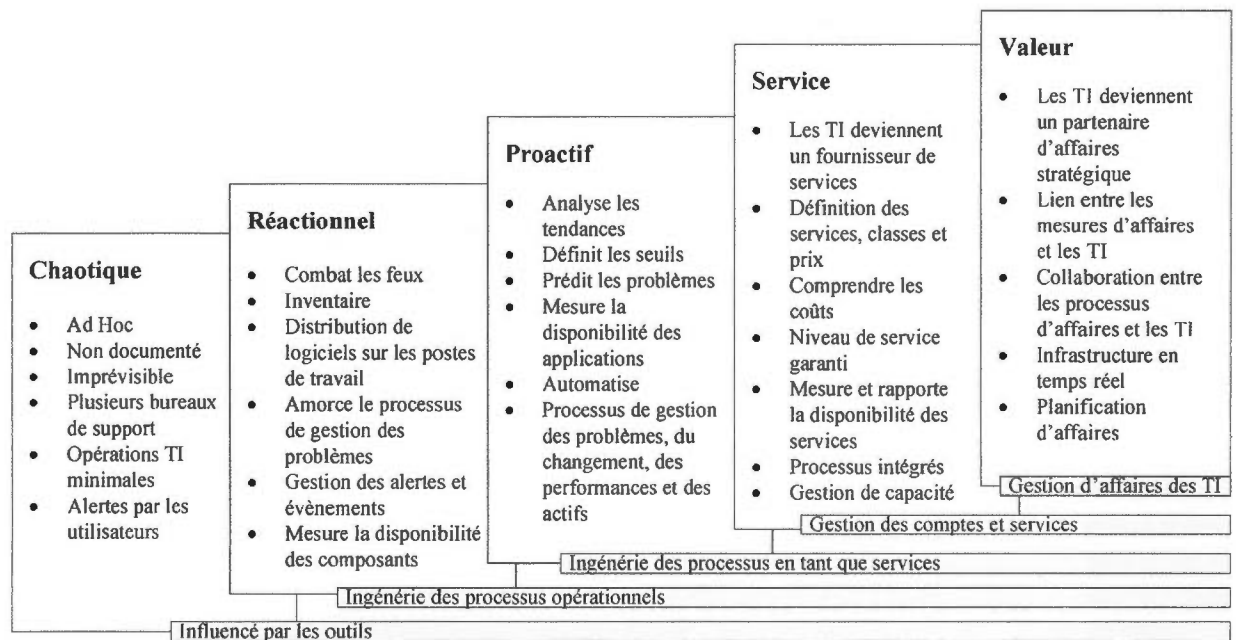 Chaotique
• Ad Hoc
• Non documenté
• Imprévisible
• Plusieurs bureaux
de support
• Opérations TI
minimales
• Alertes par les
utilisateurs
Réactionnel
• Combat les feux
• Inventaire
• Distribution de
logiciels sur les postes
de travail
• Amorce le processus
de gestion des
problèmes
• Gestion des alertes et
évènements
• Mesure la disponibilité
des composants
Proactif
• Analyse les
tendances
• Définit les seuils
• Prédit les problèmes
• Mesure la
disponibilité des
applications
• Automatise
• Processus de gestion
des problèmes, du
changement, des
performances et des
actifs
Service
• Les TI deviennent
un fournisseur de
services
• Définition des
services, classes et
prix
• Comprendre les
coûts
• Niveau de service
garanti
• Mesure et rapporte
la disponibilité des
services
• Processus intégrés
• Gestion de capacité
Valeur
• Les TI deviennent
un partenaire
d'affaires
stratégique
• Lien entre les
mesures d'affaires
et les TI
• Collaboration entre
les processus
d'affaires et les TI
• Infrastructure en
temps réel
• Planification
d'affaires
Gestion d'affaires des TI
Gestion des comptes et services
Ingénérie des processus en tant que services
Ingénérie des processus opérationnels
Influencé par les outils